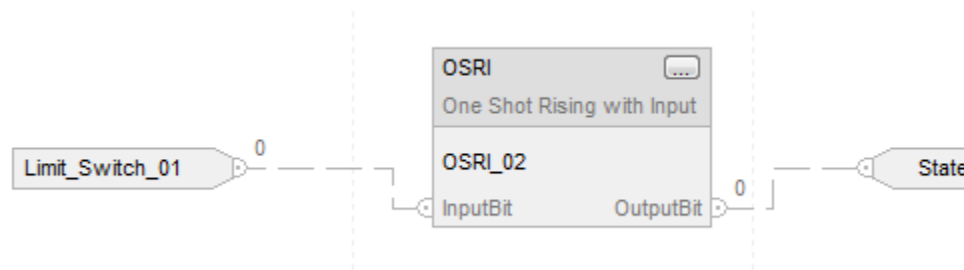 OSRI ...
One Shot Rising with Input
Limit_Switch_01
0
OSRI_02
InputBit
OutputBit
0
State